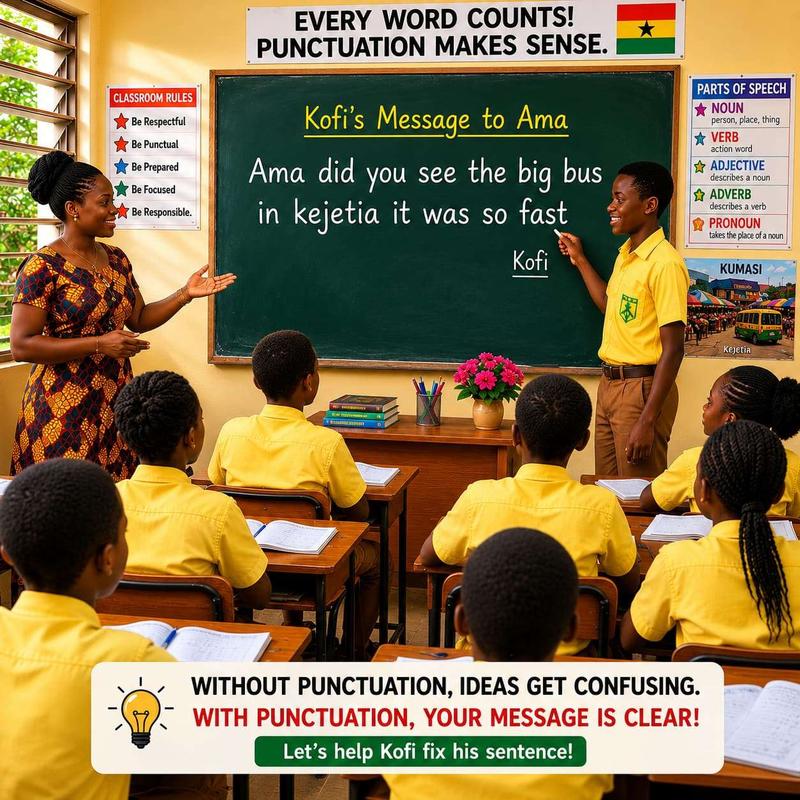 EVERY WORD COUNTS!
PUNCTUATION MAKES SENSE.
CLASSROOM RULES
Be Respectful
Be Punctual
Be Prepared
Be Focused
Be Responsible.
Kofi's Message to Ama
Ama did you see the big bus
in kejetia it was so fast
Kofi
PARTS OF SPEECH
NOUN
person, place, thing
VERB
action word
ADJECTIVE
describes a noun
ADVERB
describes a verb
PRONOUN
takes the place of a noun
KUMASI
Kejetia
WITHOUT PUNCTUATION, IDEAS GET CONFUSING.
WITH PUNCTUATION, YOUR MESSAGE IS CLEAR!
Let's help Kofi fix his sentence!